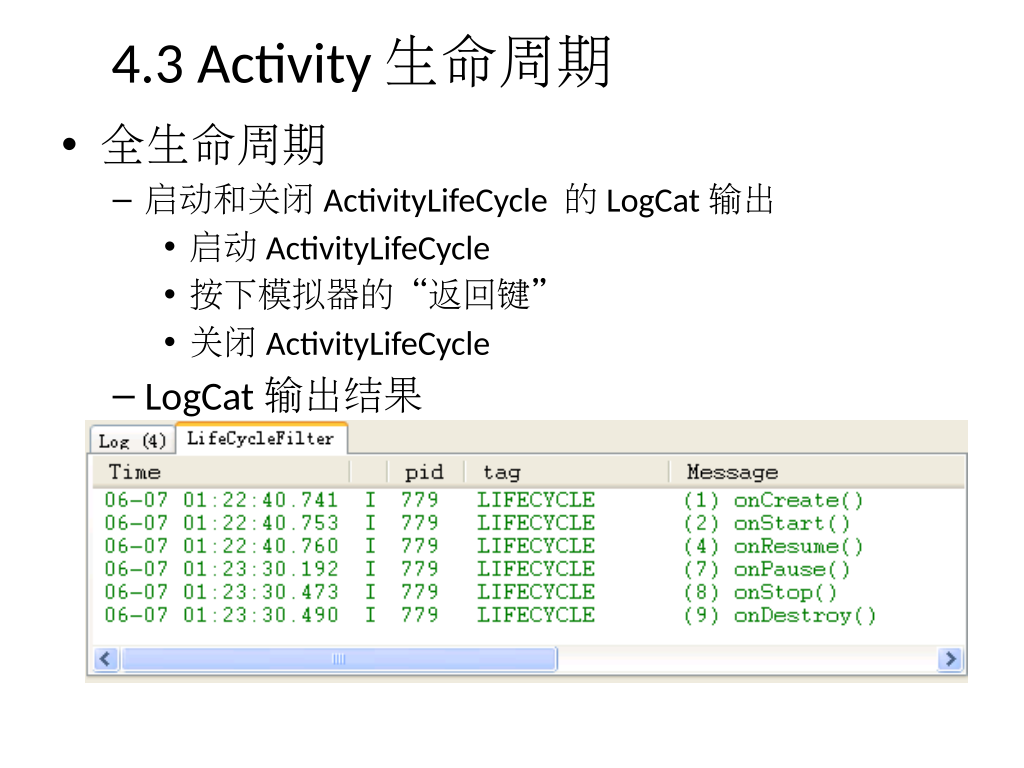 4.3 Activity 生命周期
• 全生命周期
– 启动和关闭 ActivityLifeCycle 的 LogCat 输出
• 启动 ActivityLifeCycle
• 按下模拟器的“返回键”
• 关闭 ActivityLifeCycle
– LogCat 输出结果
Log (4) LifeCycleFilter
Time pid tag Message
06-07 01:22:40.741 I 779 LIFECYCLE (1) onCreate()
06-07 01:22:40.753 I 779 LIFECYCLE (2) onStart()
06-07 01:22:40.760 I 779 LIFECYCLE (4) onResume()
06-07 01:23:30.192 I 779 LIFECYCLE (7) onPause()
06-07 01:23:30.473 I 779 LIFECYCLE (8) onStop()
06-07 01:23:30.490 I 779 LIFECYCLE (9) onDestroy()